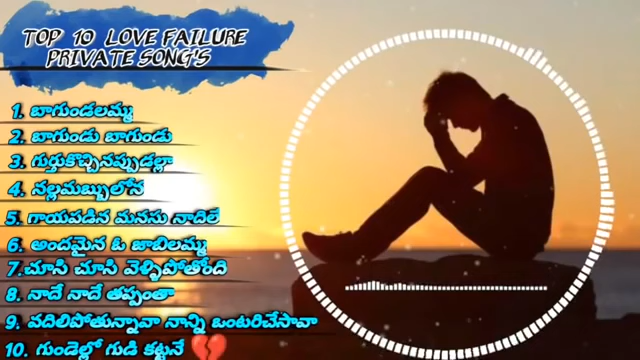 TOP 10 LOVE FAILURE
PRIVATE SONG'S
1. బాగుండలమ్మ
2. బాగుండు బాగుండు
3. గుర్తుకొచ్చినప్పుడల్లా
4. నల్లమబ్బులోన
5. గాయపడిన మనసు నాదిలే
6. అందమైన ఓ జాబిలమ్మ
7. చూసి చూసి వెళ్ళిపోతోంది
8. నాదే నాదే తప్పంతా
9. వదిలిపోతున్నావా నాన్ని ఒంటరిచేసావా
10. గుండెల్లో గుడి కట్టనే